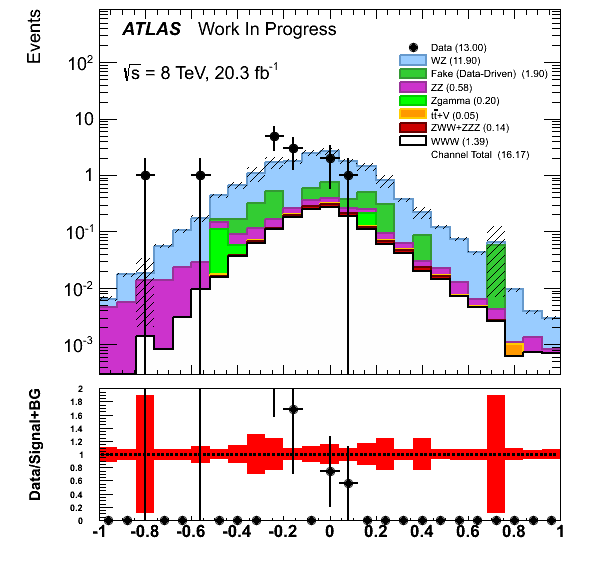 Events
ATLAS Work In Progress
√s = 8 TeV, 20.3 fb⁻¹
Data (13.00)
WZ (11.90)
Fake (Data-Driven) (1.90)
ZZ (0.58)
Zgamma (0.20)
tt̄+V (0.05)
ZWW+ZZZ (0.14)
WWW (1.39)
Channel Total (16.17)
10²
10
1
10⁻¹
10⁻²
10⁻³
Data/Signal+BG
2
1.8
1.6
1.4
1.2
1
0.8
0.6
0.4
0.2
0
-1 -0.8 -0.6 -0.4 -0.2 0 0.2 0.4 0.6 0.8 1